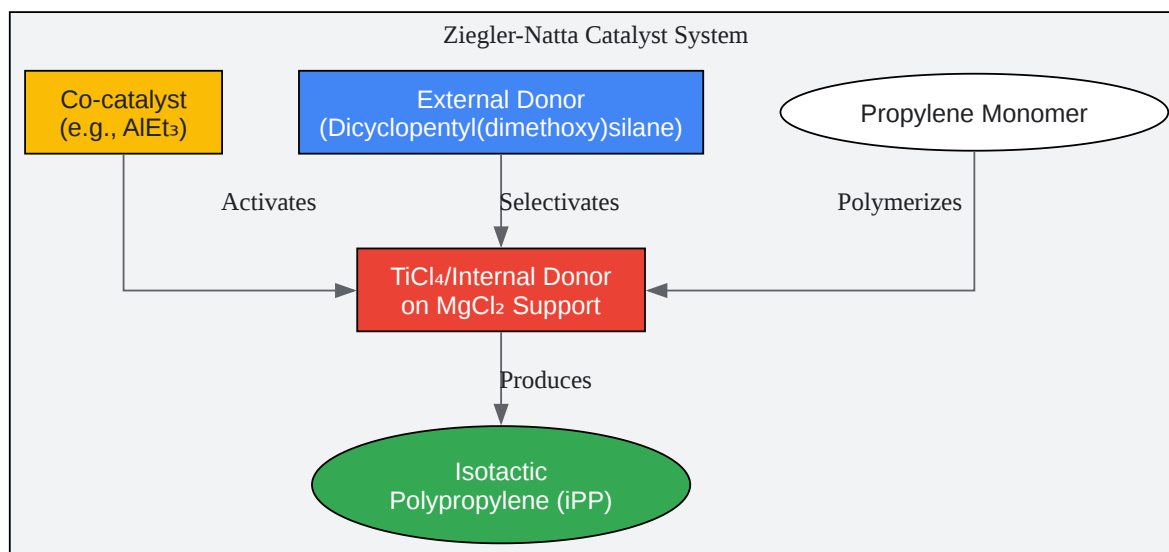 Ziegler-Natta Catalyst System
Co-catalyst
(e.g., AlEt₃)
External Donor
(Dicyclopentyl(dimethoxy)silane)
Propylene Monomer
Activates
Selectivates
Polymerizes
TiCl₄/Internal Donor
on MgCl₂ Support
Produces
Isotactic
Polypropylene (iPP)